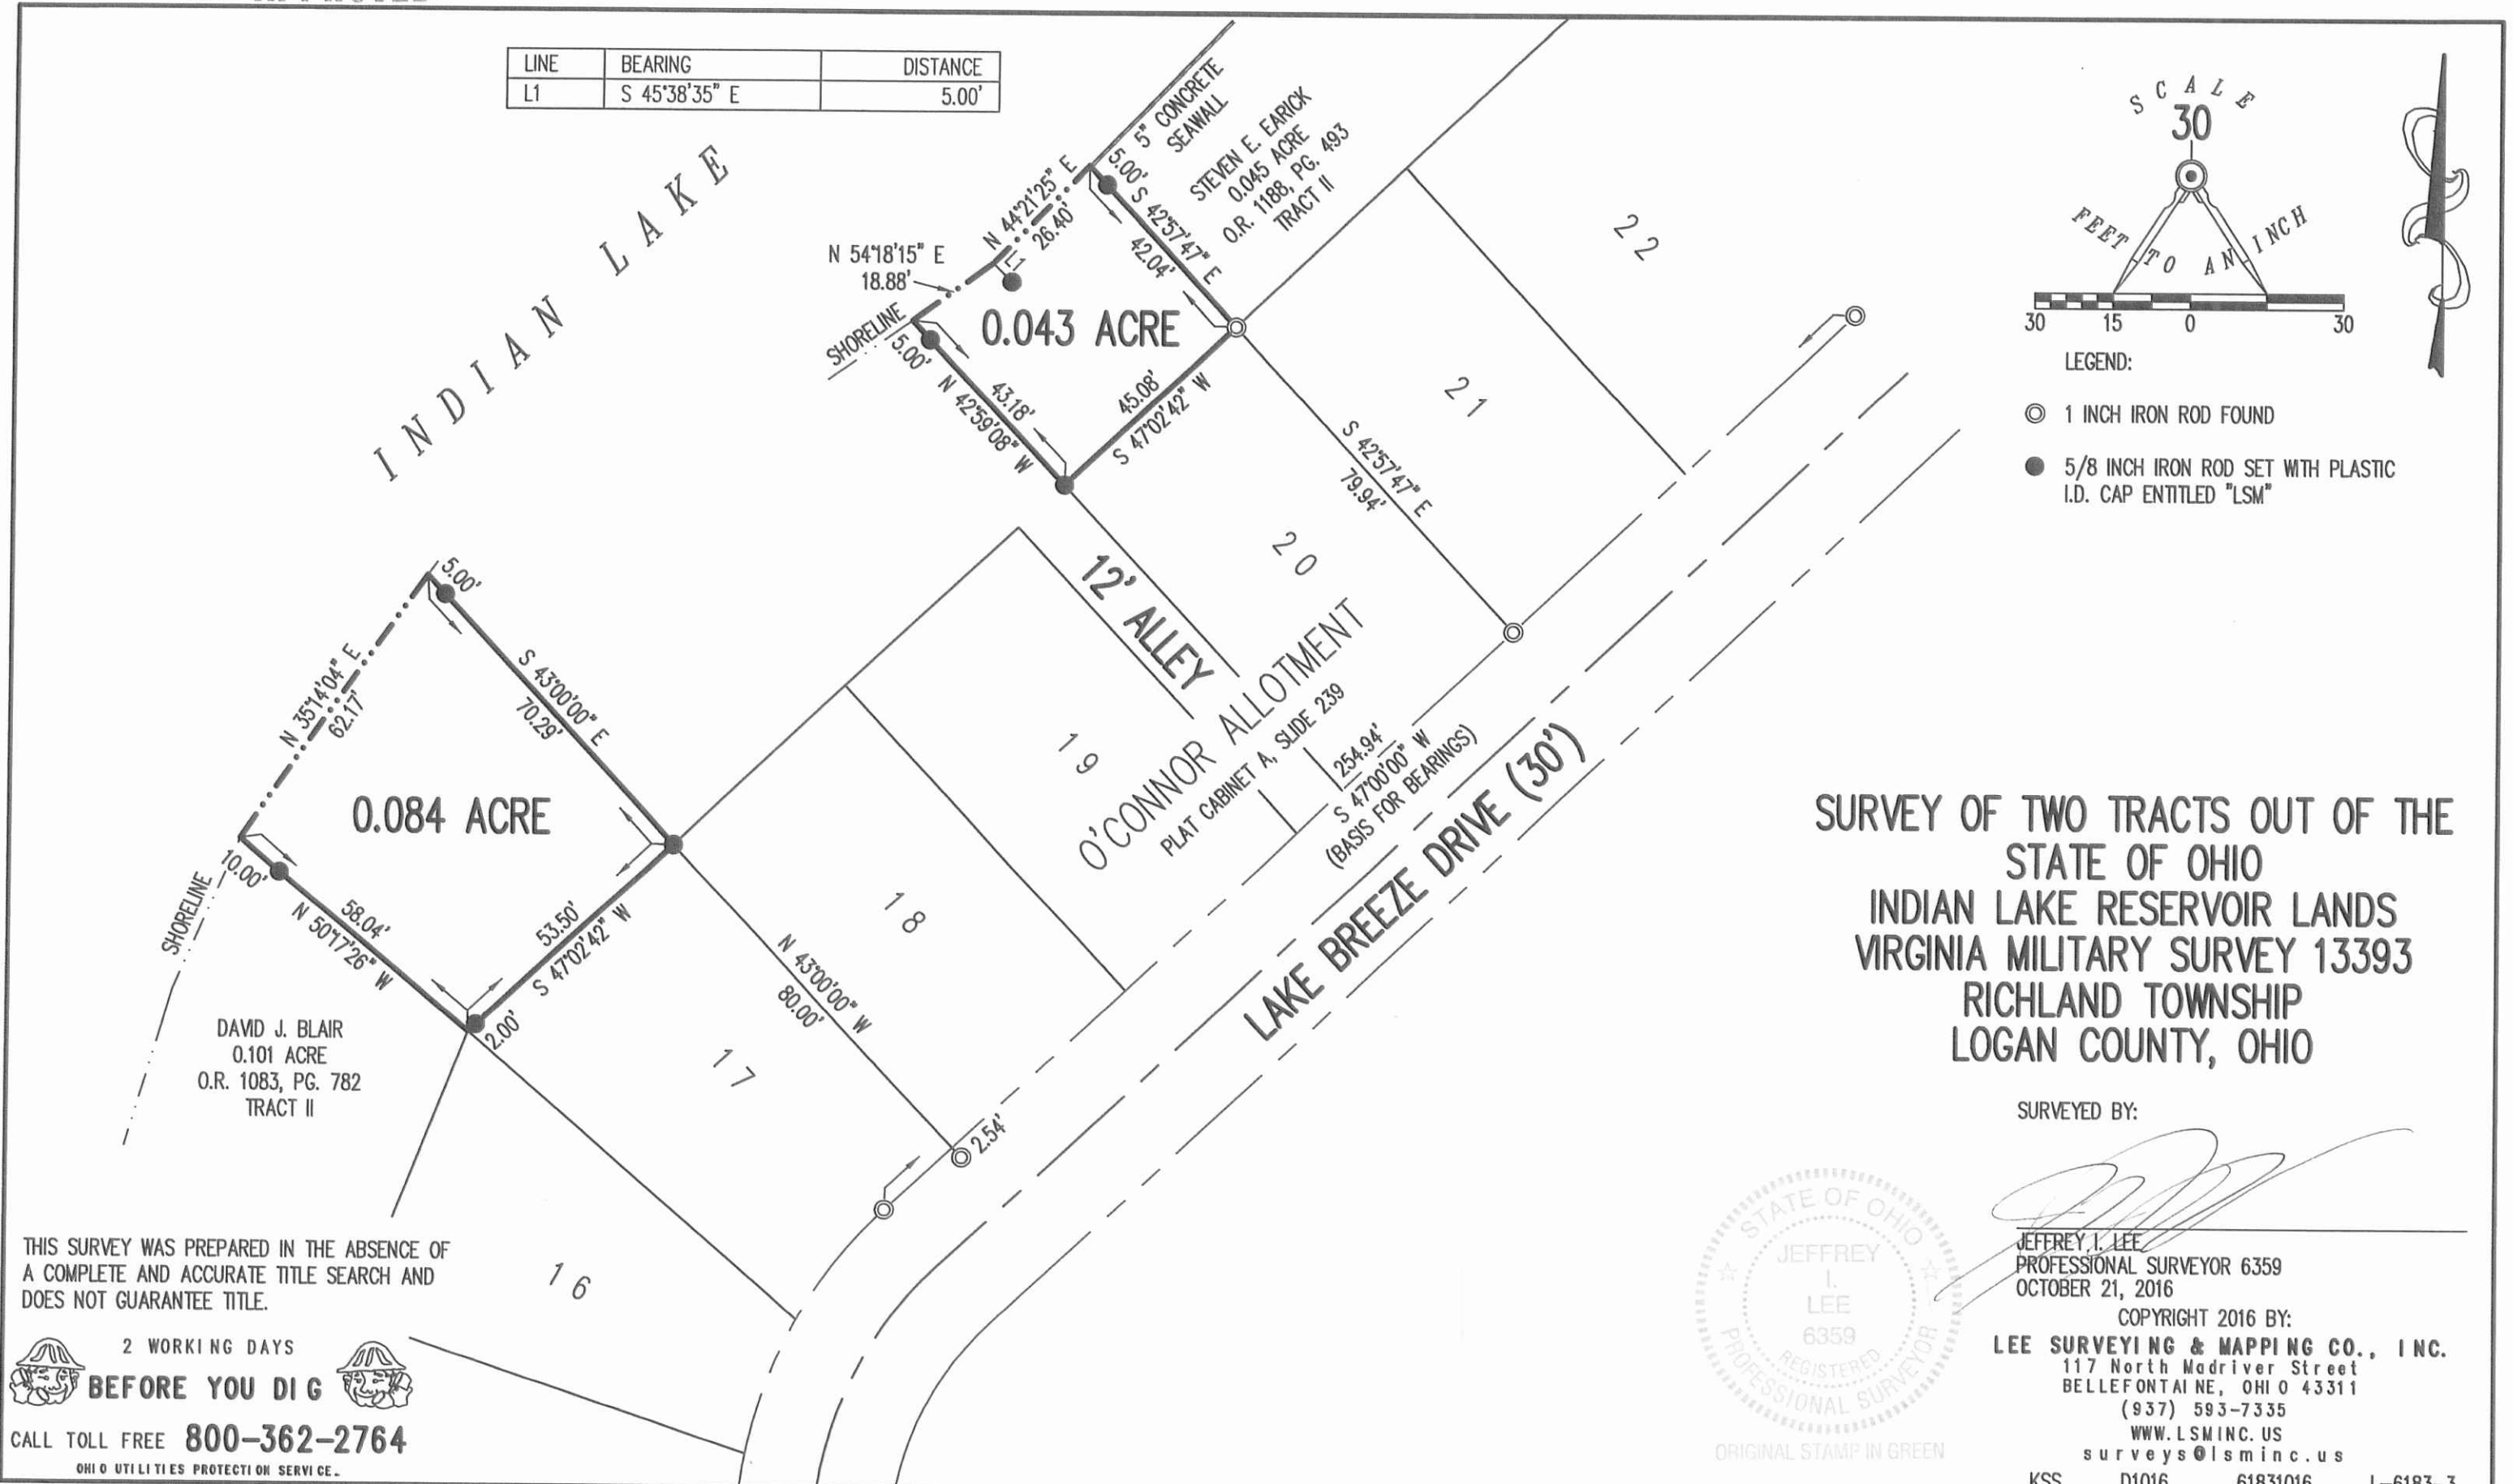 LINE BEARING DISTANCE
L1 S 45°38'35" E 5.00'
INDIAN LAKE
5" CONCRETE
SEAWALL
STEVEN E. EARICK
0.045 ACRE
O.R. 1188, PG. 493
TRACT II
N 44°21'25" E
26.40'
5.00'
S 42°57'47" E
42.04'
N 54°18'15" E
18.88'
SHORELINE
0.043 ACRE
5.00'
43.18'
N 42°59'08" W
45.08'
S 47°02'42" W
22
21
S 42°57'47" E
79.94'
20
12' ALLEY
5.00'
N 35°14'04" E
62.17'
S 43°00'00" E
70.29'
0.084 ACRE
10.00'
SHORELINE
58.04'
N 50°17'26" W
53.50'
S 47°02'42" W
2.00'
DAVID J. BLAIR
0.101 ACRE
O.R. 1083, PG. 782
TRACT II
19
O'CONNOR ALLOTMENT
PLAT CABINET A, SLIDE 239
254.94'
S 47°00'00" W
(BASIS FOR BEARINGS)
LAKE BREEZE DRIVE (30')
18
N 43°00'00" W
80.00'
17
2.54'
16
SCALE
30
FEET TO AN INCH
30 15 0 30
LEGEND:
1 INCH IRON ROD FOUND
5/8 INCH IRON ROD SET WITH PLASTIC
I.D. CAP ENTITLED "LSM"
SURVEY OF TWO TRACTS OUT OF THE
STATE OF OHIO
INDIAN LAKE RESERVOIR LANDS
VIRGINIA MILITARY SURVEY 13393
RICHLAND TOWNSHIP
LOGAN COUNTY, OHIO
SURVEYED BY:
JEFFREY I. LEE
PROFESSIONAL SURVEYOR 6359
OCTOBER 21, 2016
COPYRIGHT 2016 BY:
LEE SURVEYING & MAPPING CO., INC.
117 North Madriver Street
BELLEFONTAINE, OHIO 43311
(937) 593-7335
WWW.LSMINC.US
surveys@lsminc.us
KSS D1016 61831016 L-6183-3
STATE OF OHIO
JEFFREY
I.
LEE
6359
REGISTERED
PROFESSIONAL SURVEYOR
ORIGINAL STAMP IN GREEN
THIS SURVEY WAS PREPARED IN THE ABSENCE OF
A COMPLETE AND ACCURATE TITLE SEARCH AND
DOES NOT GUARANTEE TITLE.
2 WORKING DAYS
BEFORE YOU DIG
CALL TOLL FREE 800-362-2764
OHIO UTILITIES PROTECTION SERVICE.